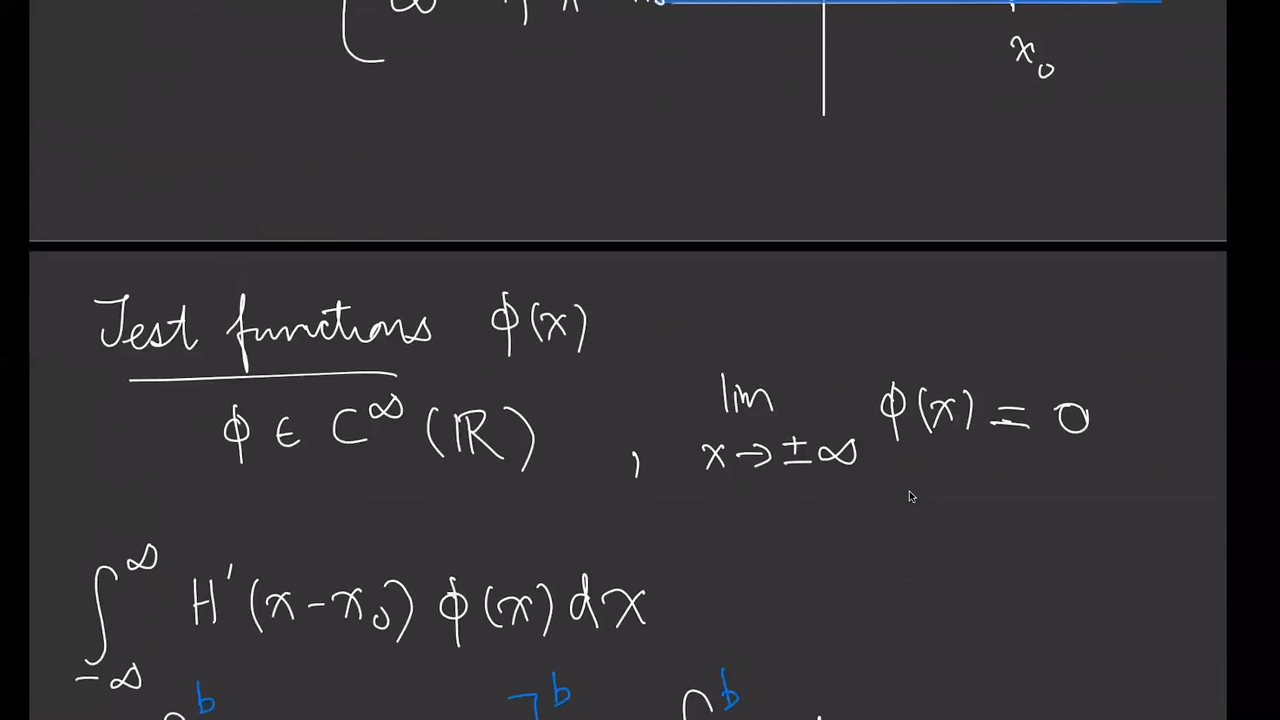 x₀
Test functions ϕ(x)
ϕ ∈ C^∞ (ℝ) , lim_{x→±∞} ϕ(x) = 0
∫_{-∞}^{∞} H'(x-x₀) ϕ(x) dx
b ]^b ∫^b